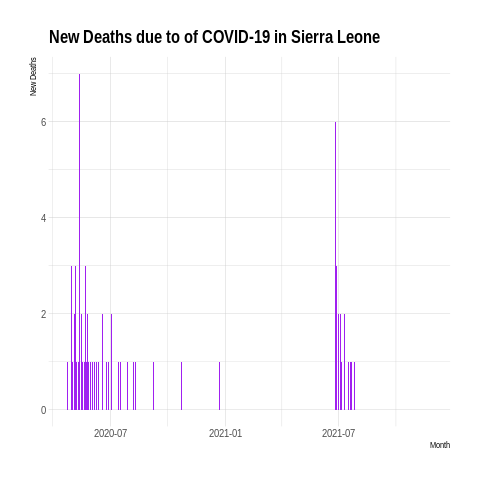 New Deaths due to of COVID-19 in Sierra Leone
New Deaths
6
4
2
0
2020-07
2021-01
2021-07
Month